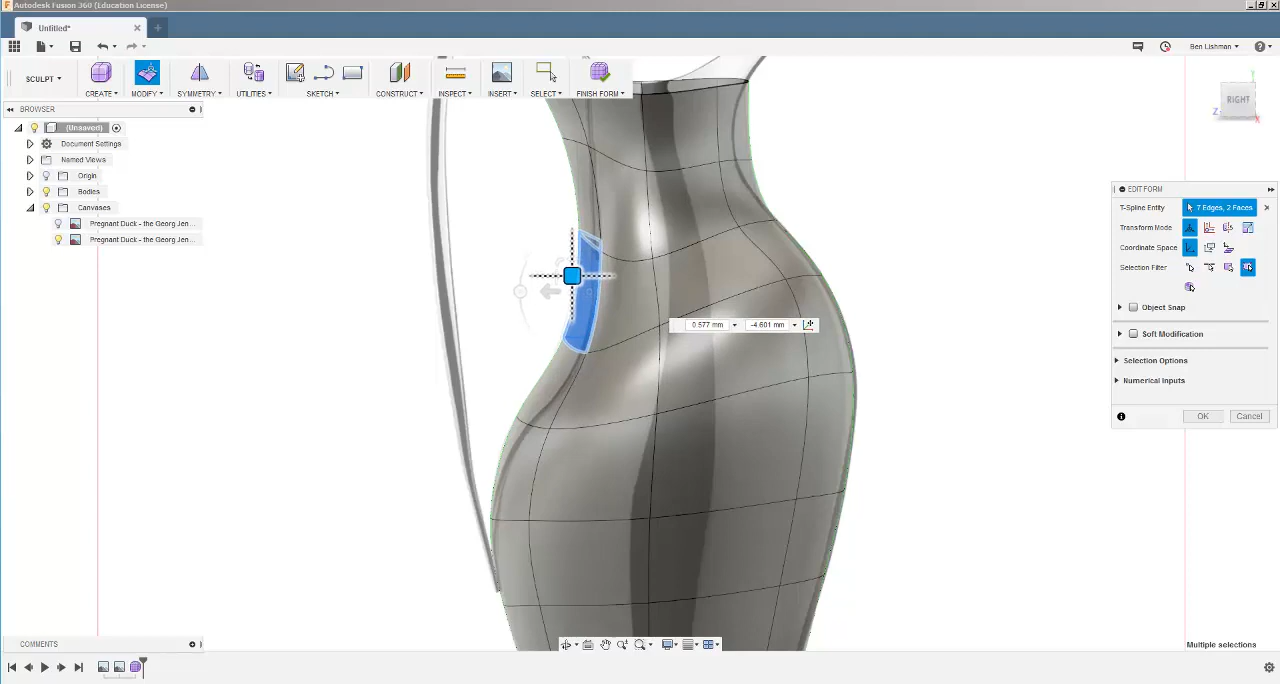 Autodesk Fusion 360 (Education License)
Untitled*
Ben Lishman
SCULPT
CREATE
MODIFY
SYMMETRY
UTILITIES
SKETCH
CONSTRUCT
INSPECT
INSERT
SELECT
FINISH FORM
BROWSER
(Unsaved)
Document Settings
Named Views
Origin
Bodies
Canvases
Pregnant Duck - the Georg Jen...
Pregnant Duck - the Georg Jen...
RIGHT
Y
Z
EDIT FORM
T-Spline Entity
7 Edges, 2 Faces
Transform Mode
Coordinate Space
Selection Filter
Object Snap
Soft Modification
Selection Options
Numerical Inputs
OK
Cancel
0.577 mm
-4.601 mm
COMMENTS
Multiple selections